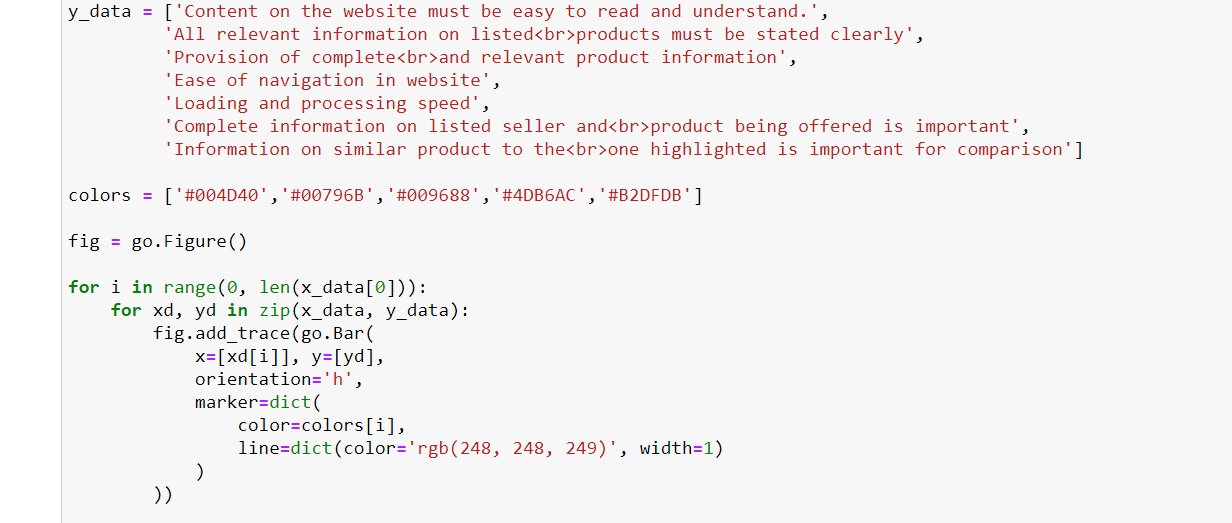 y_data = ['Content on the website must be easy to read and understand.',
'All relevant information on listed<br>products must be stated clearly',
'Provision of complete<br>and relevant product information',
'Ease of navigation in website',
'Loading and processing speed',
'Complete information on listed seller and<br>product being offered is important',
'Information on similar product to the<br>one highlighted is important for comparison']
colors = ['#004D40','#00796B','#009688','#4DB6AC','#B2DFDB']
fig = go.Figure()
for i in range(0, len(x_data[0])):
for xd, yd in zip(x_data, y_data):
fig.add_trace(go.Bar(
x=[xd[i]], y=[yd],
orientation='h',
marker=dict(
color=colors[i],
line=dict(color='rgb(248, 248, 249)', width=1)
)
))